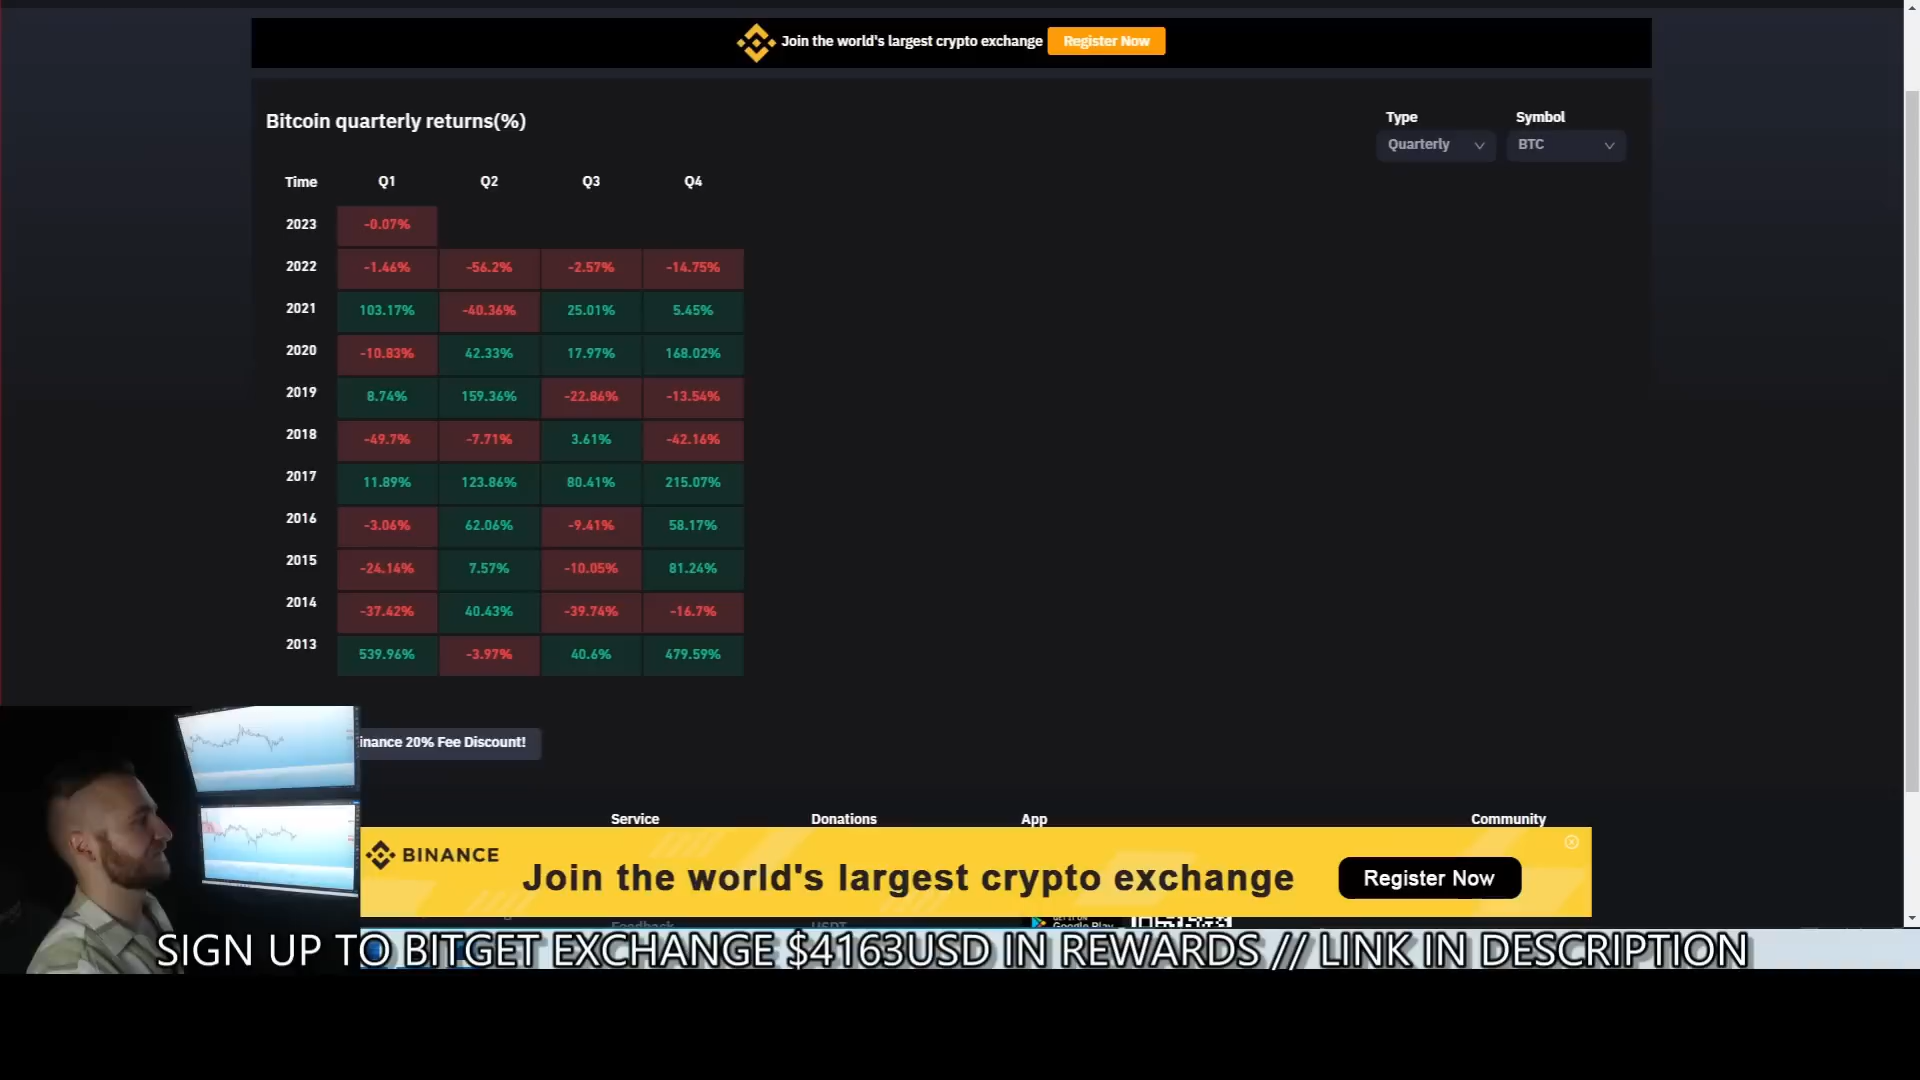 Join the world's largest crypto exchange Register Now
Bitcoin quarterly returns(%)
Type Symbol
Quarterly BTC
Time Q1 Q2 Q3 Q4
2023 -0.07%
2022 -1.46% -56.2% -2.57% -14.75%
2021 103.17% -40.36% 25.01% 5.45%
2020 -10.83% 42.33% 17.97% 168.02%
2019 8.74% 159.36% -22.86% -13.54%
2018 -49.7% -7.71% 3.61% -42.16%
2017 11.89% 123.86% 80.41% 215.07%
2016 -3.06% 62.06% -9.41% 58.17%
2015 -24.14% 7.57% -10.05% 81.24%
2014 -37.42% 40.43% -39.74% -16.7%
2013 539.96% -3.97% 40.6% 479.59%
inance 20% Fee Discount!
Service Donations App Community
BINANCE
Join the world's largest crypto exchange Register Now
Feedback USDT Google Play
SIGN UP TO BITGET EXCHANGE $4163USD IN REWARDS // LINK IN DESCRIPTION